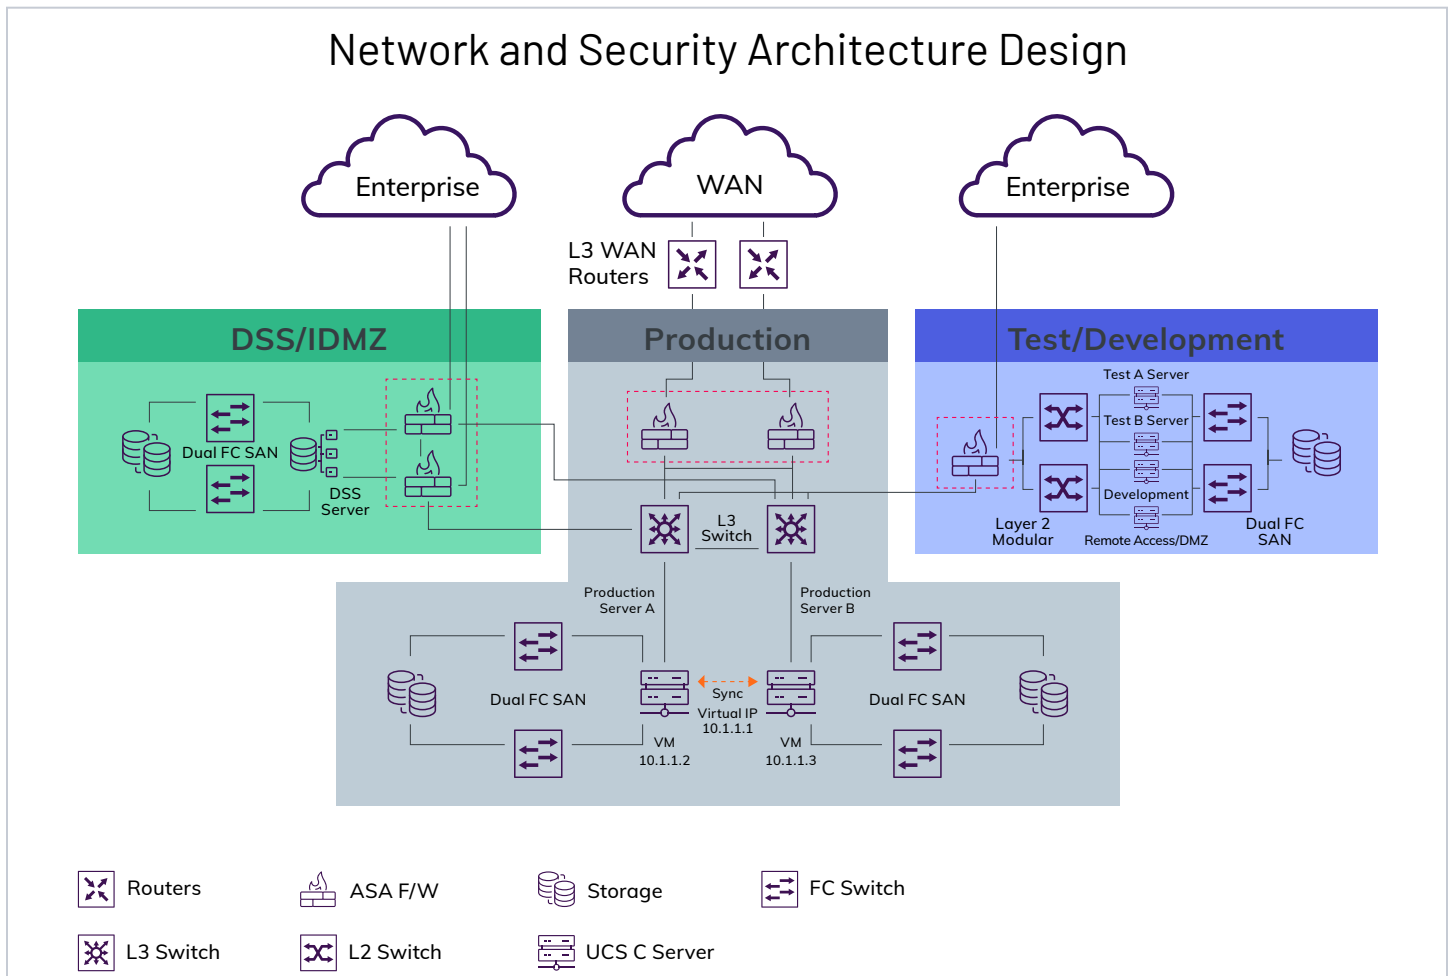 Network and Security Architecture Design
Enterprise
WAN
Enterprise
L3 WAN
Routers
DSS/IDMZ
Production
Test/Development
Dual FC SAN
DSS
Server
Test A Server
Test B Server
Development
Remote Access/DMZ
Layer 2
Modular
Dual FC
SAN
L3
Switch
Production
Server A
Production
Server B
Dual FC SAN
Sync
Virtual IP
10.1.1.1
Dual FC SAN
VM
10.1.1.2
VM
10.1.1.3
Routers
ASA F/W
Storage
FC Switch
L3 Switch
L2 Switch
UCS C Server